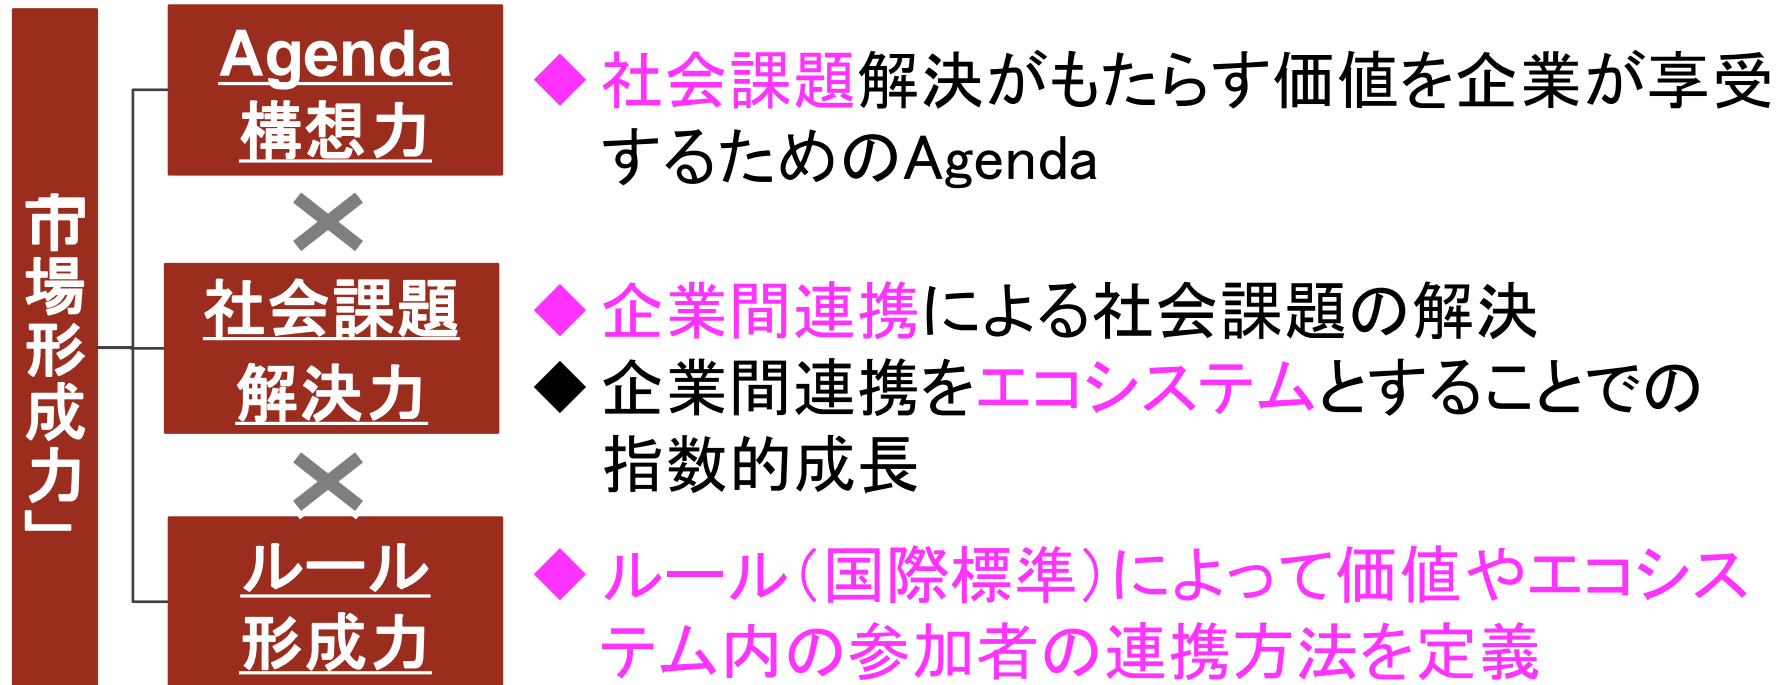 市場形成力」
Agenda
構想力
◆ 社会課題解決がもたらす価値を企業が享受
するためのAgenda
×
社会課題
解決力
◆ 企業間連携による社会課題の解決
◆ 企業間連携をエコシステムとすることでの
指数的成長
×
ルール
形成力
◆ ルール(国際標準)によって価値やエコシス
テム内の参加者の連携方法を定義